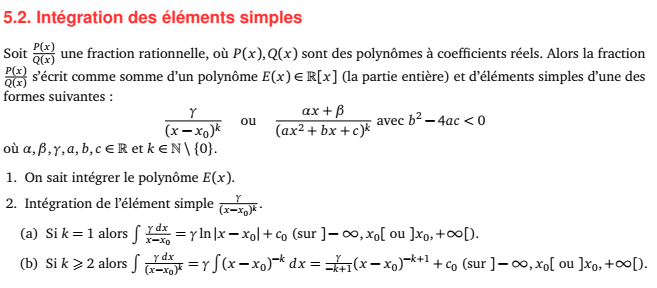 5.2. Intégration des éléments simples
Soit P(x)/Q(x) une fraction rationnelle, où P(x),Q(x) sont des polynômes à coefficients réels. Alors la fraction
P(x)/Q(x) s'écrit comme somme d'un polynôme E(x) ∈ ℝ[x] (la partie entière) et d'éléments simples d'une des
formes suivantes :
γ/(x − x₀)ᵏ ou (αx + β)/(ax² + bx + c)ᵏ avec b² − 4ac < 0
où α, β, γ, a, b, c ∈ ℝ et k ∈ ℕ \ {0}.
1. On sait intégrer le polynôme E(x).
2. Intégration de l'élément simple γ/(x−x₀)ᵏ.
(a) Si k = 1 alors ∫ γ dx/(x−x₀) = γ ln|x − x₀| + c₀ (sur ]−∞, x₀[ ou ]x₀, +∞[).
(b) Si k ⩾ 2 alors ∫ γ dx/(x−x₀)ᵏ = γ ∫(x − x₀)⁻ᵏ dx = γ/(−k+1) (x − x₀)⁻ᵏ⁺¹ + c₀ (sur ]−∞, x₀[ ou ]x₀, +∞[).